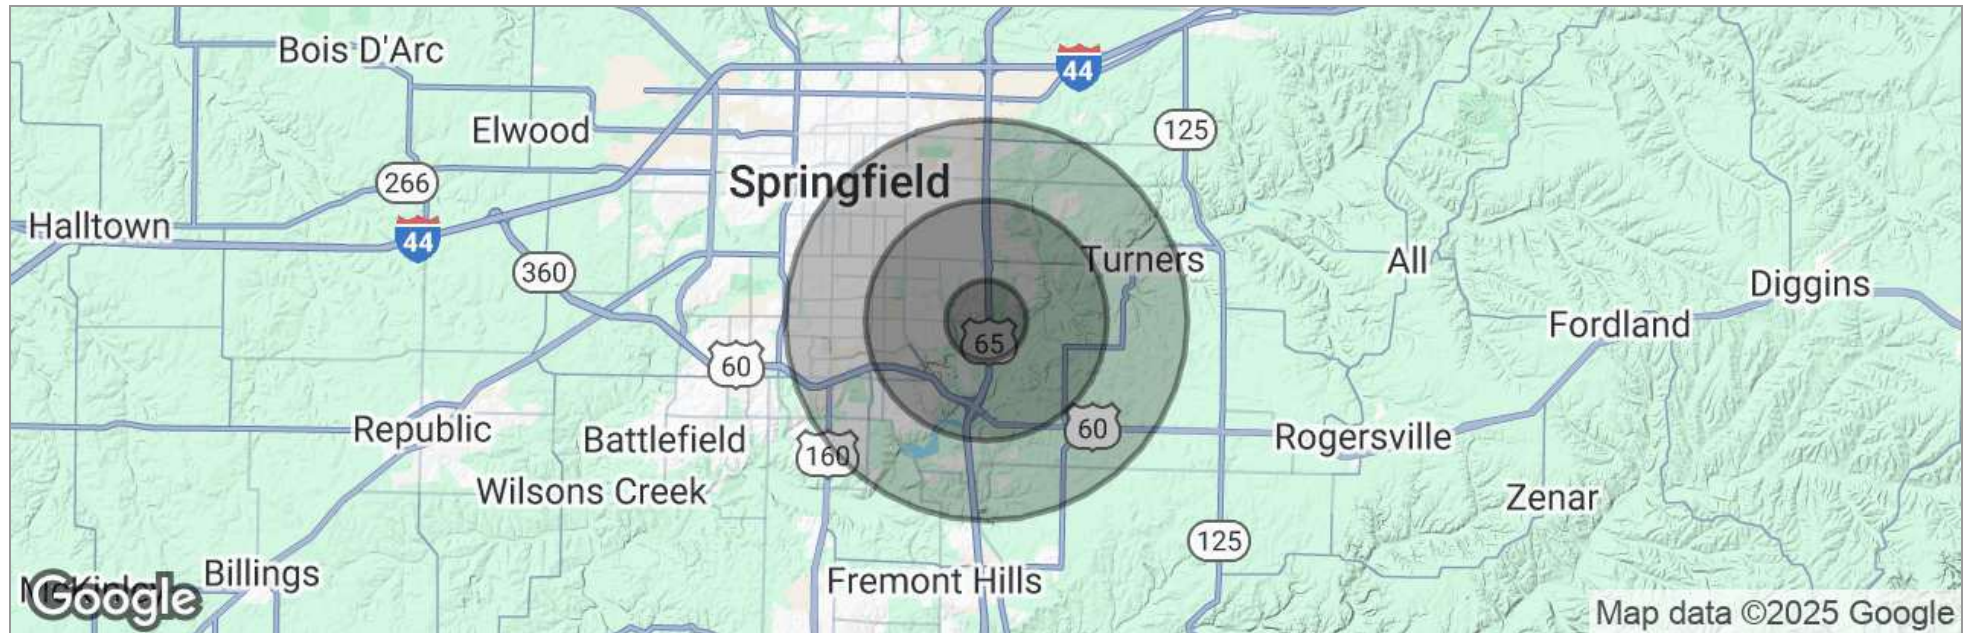 Bois D'Arc
44
Elwood
125
Springfield
266
Halltown
44
Turners
All
360
Diggins
65
Fordland
60
Republic
Battlefield
60
Rogersville
160
Wilsons Creek
Zenar
125
Billings
Fremont Hills
Google
Map data ©2025 Google